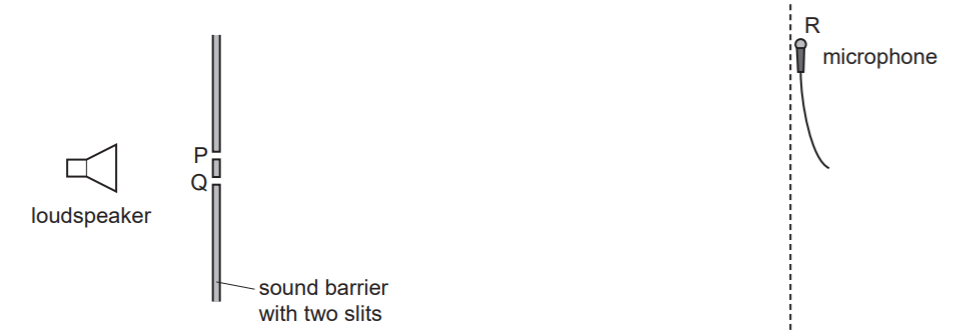 R
microphone
P
Q
loudspeaker
sound barrier
with two slits